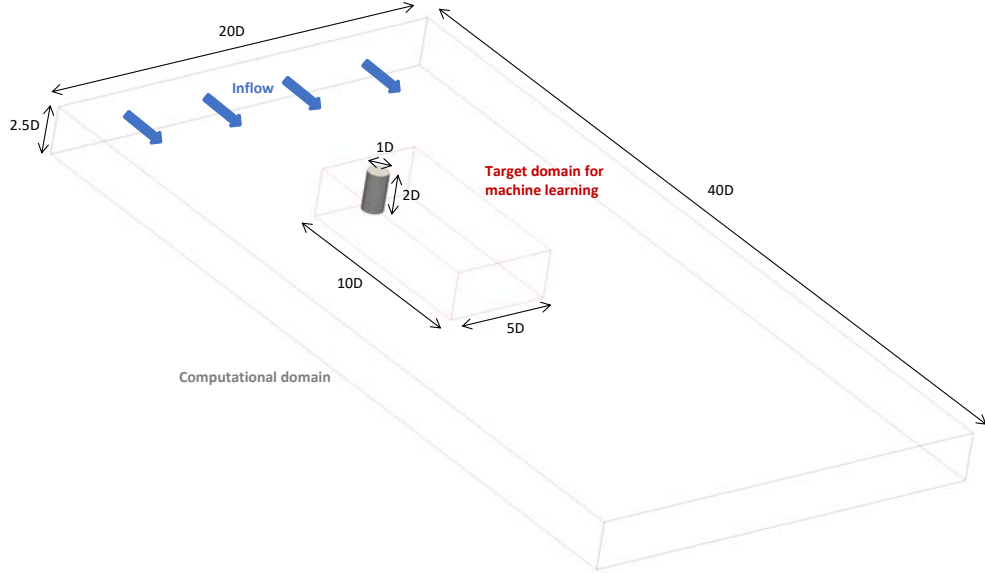 20D
Inflow
2.5D
1D
2D
Target domain for
machine learning
40D
10D
5D
Computational domain